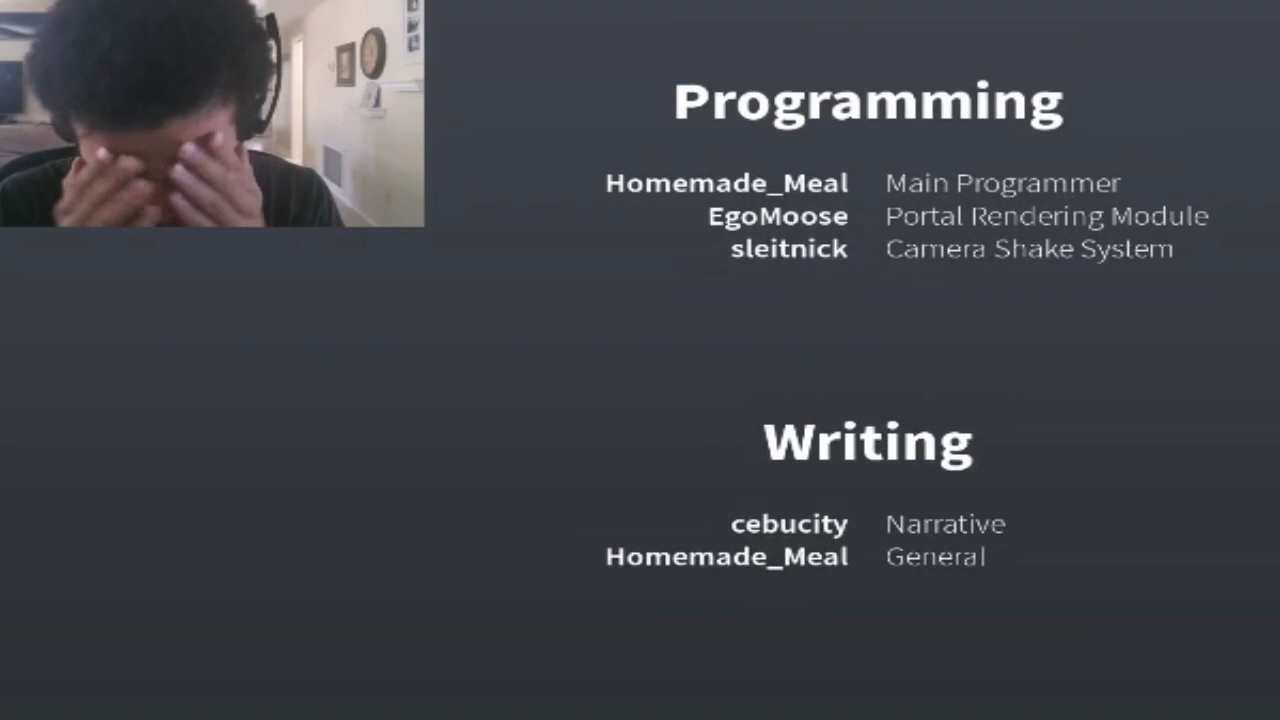 Programming
Homemade_Meal Main Programmer
EgoMoose Portal Rendering Module
sleitnick Camera Shake System
Writing
cebucity Narrative
Homemade_Meal General